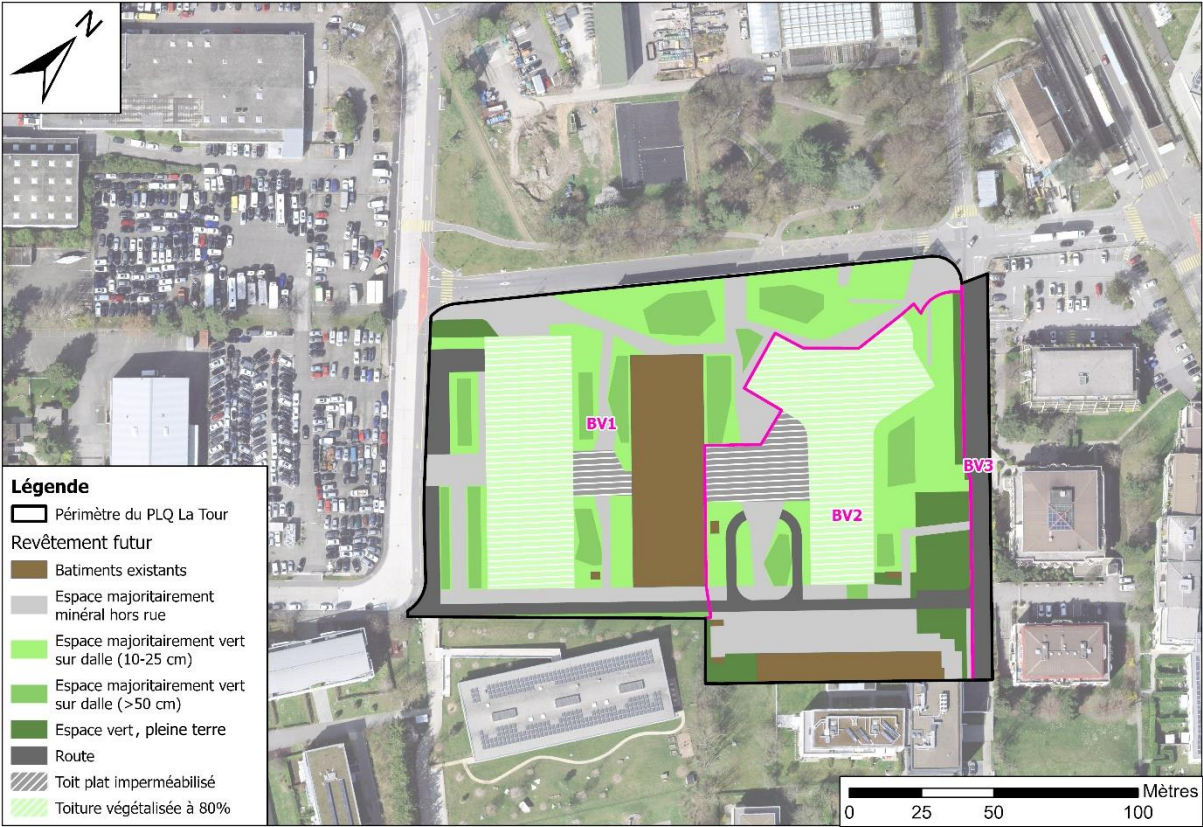 N
BV1
BV3
BV2
Légende
Périmètre du PLQ La Tour
Revêtement futur
Batiments existants
Espace majoritairement
minéral hors rue
Espace majoritairement vert
sur dalle (10-25 cm)
Espace majoritairement vert
sur dalle (>50 cm)
Espace vert, pleine terre
Route
Toit plat imperméabilisé
Toiture végétalisée à 80%
Mètres
0 25 50 100